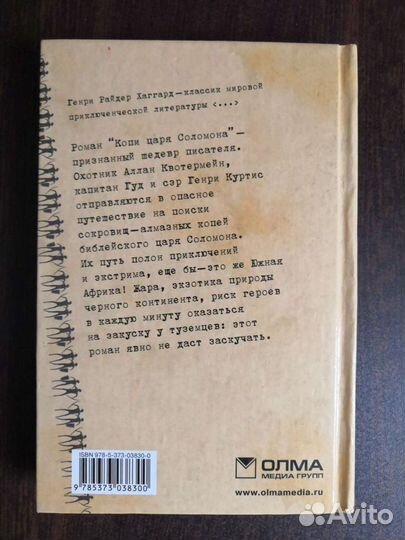 Генри Райдер Хаггард—классик мировой
приключенческой литературы <...>
Роман "Копи царя Соломона"—
признанный шедевр писателя.
Охотник Аллан Квотермейн,
капитан Гуд и сэр Генри Куртис
отправляются в опасное
путешествие на поиски
сокровищ—алмазных копей
библейского царя Соломона.
Их путь полон приключений
и экстрима, еще бы—это же Южная
Африка! Жара, экзотика природы
черного континента, риск героев
в каждую минуту оказаться
на закуску у туземцев: этот
роман явно не даст заскучать.
ISBN 978-5-373-03830-0
9 785373 038300
ОЛМА
МЕДИА ГРУПП
www.olmamedia.ru
Avito